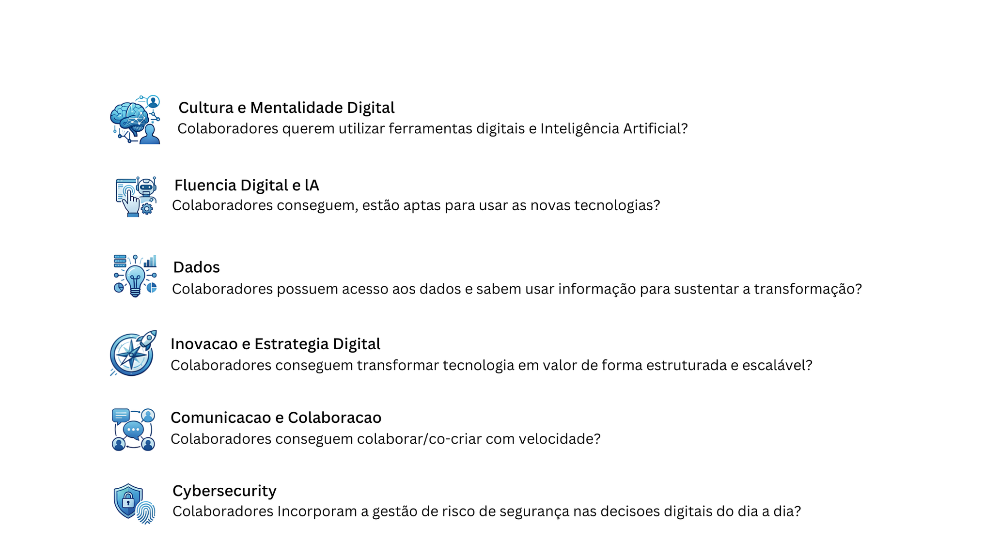 Cultura e Mentalidade Digital
Colaboradores querem utilizar ferramentas digitais e Inteligência Artificial?
Fluencia Digital e lA
Colaboradores conseguem, estão aptas para usar as novas tecnologias?
Dados
Colaboradores possuem acesso aos dados e sabem usar informação para sustentar a transformação?
Inovacao e Estrategia Digital
Colaboradores conseguem transformar tecnologia em valor de forma estruturada e escalável?
Comunicacao e Colaboracao
Colaboradores conseguem colaborar/co-criar com velocidade?
Cybersecurity
Colaboradores Incorporam a gestão de risco de segurança nas decisoes digitais do dia a dia?